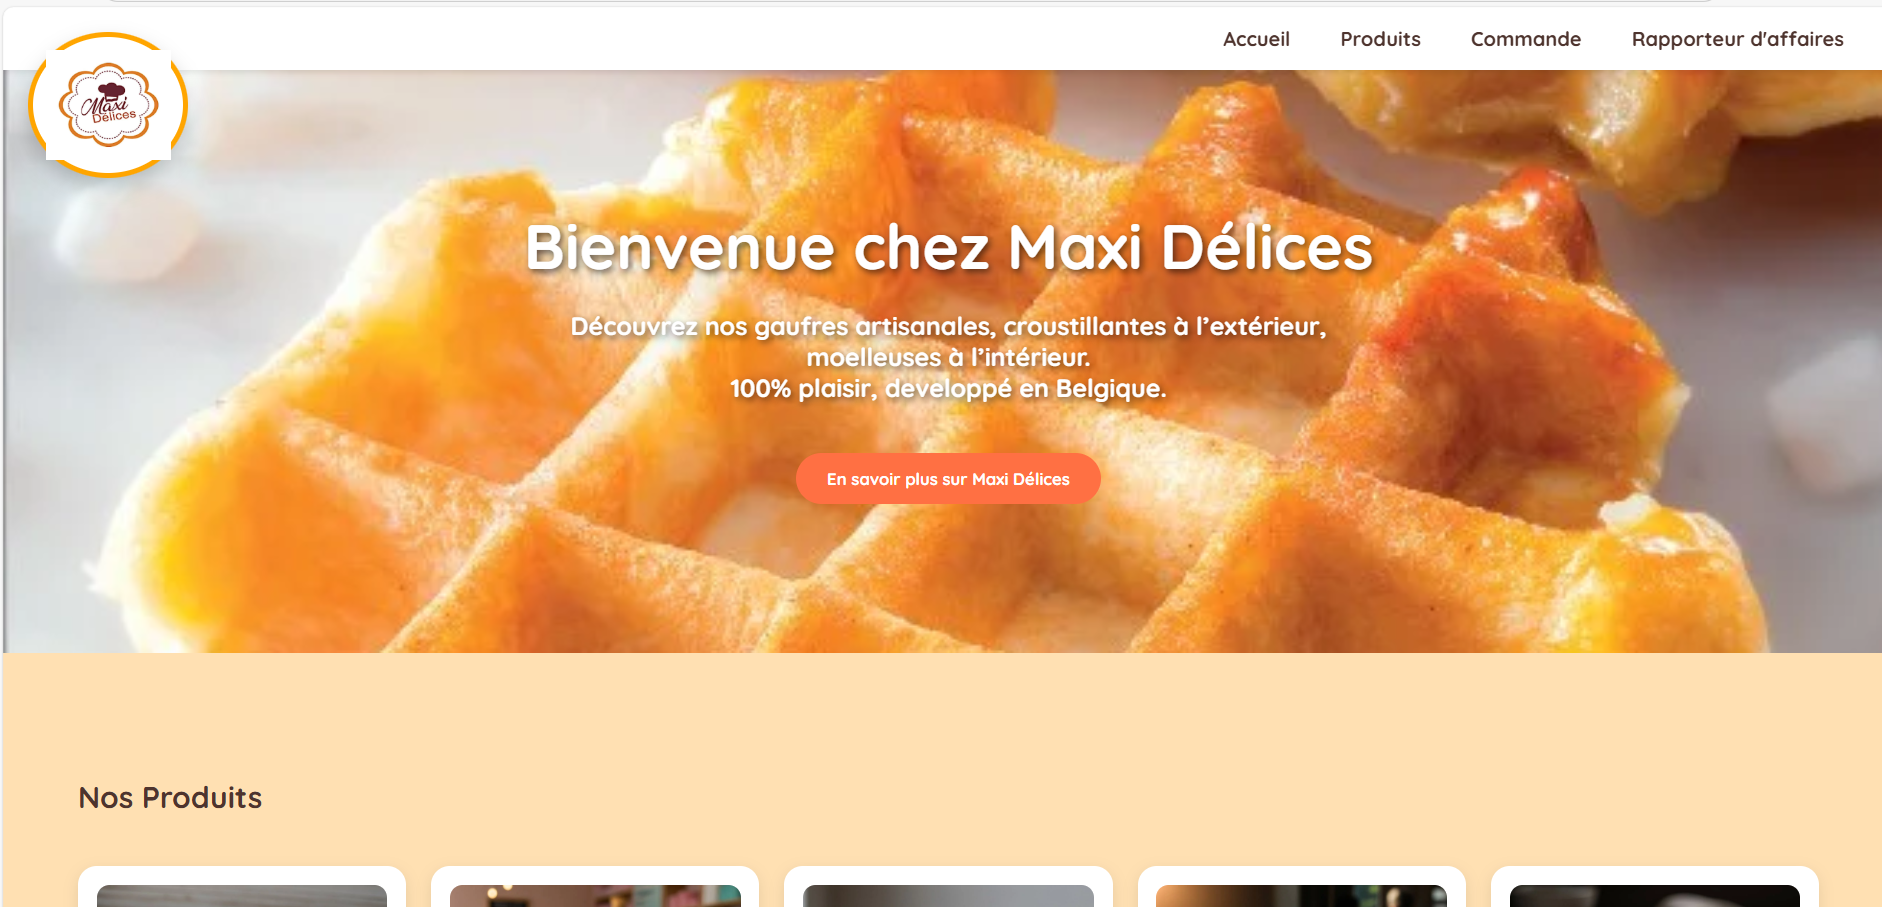 Accueil Produits Commande Rapporteur d'affaires
Maxi
Délices
Bienvenue chez Maxi Délices
Découvrez nos gaufres artisanales, croustillantes à l’extérieur,
moelleuses à l’intérieur.
100% plaisir, developpé en Belgique.
En savoir plus sur Maxi Délices
Nos Produits